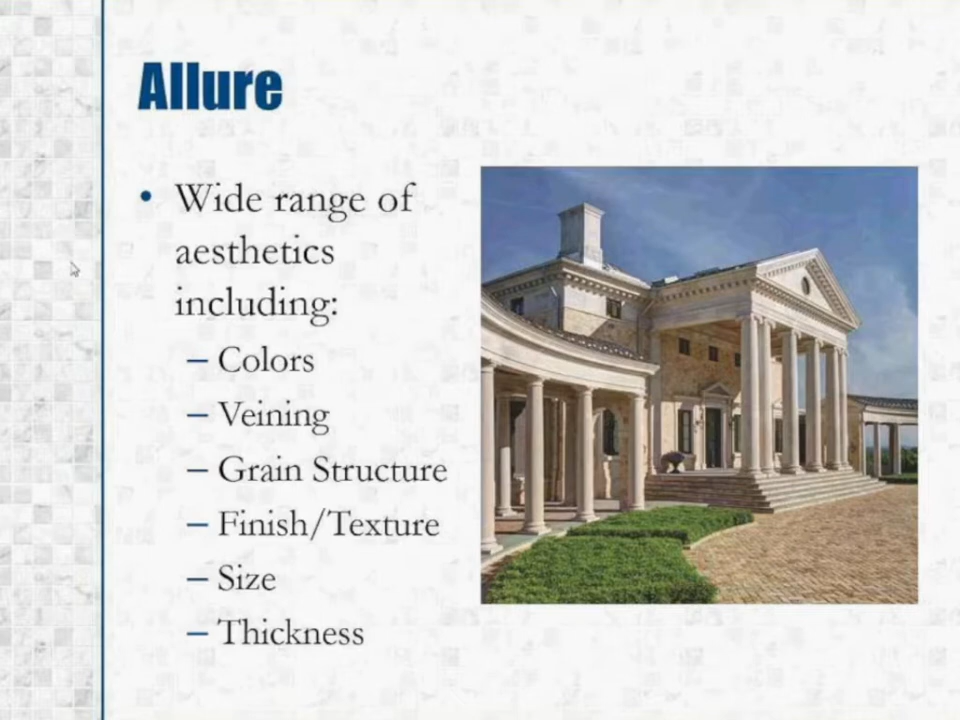 Allure
• Wide range of
aesthetics
including:
– Colors
– Veining
– Grain Structure
– Finish/Texture
– Size
– Thickness